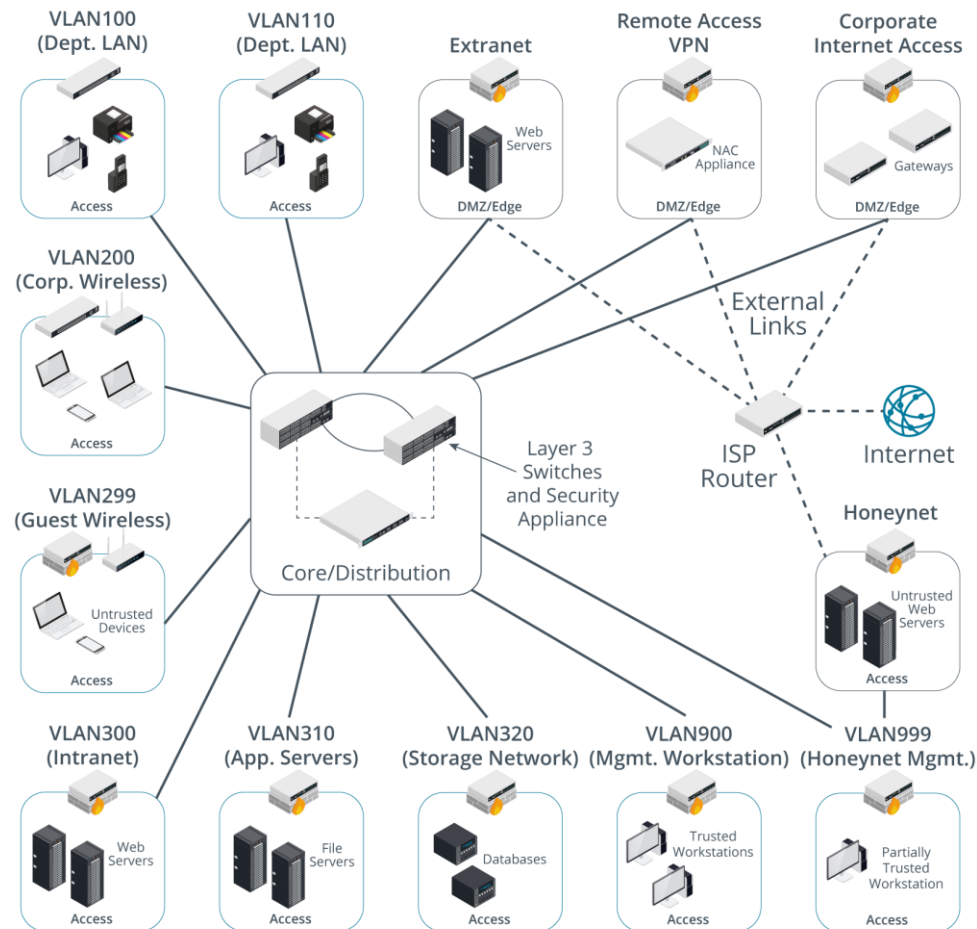 VLAN100
(Dept. LAN)
Access
VLAN110
(Dept. LAN)
Access
Extranet
Web
Servers
DMZ/Edge
Remote Access
VPN
NAC
Appliance
DMZ/Edge
Corporate
Internet Access
Gateways
DMZ/Edge
VLAN200
(Corp. Wireless)
Access
External
Links
Layer 3
Switches
and Security
Appliance
Core/Distribution
ISP
Router
Internet
VLAN299
(Guest Wireless)
Untrusted
Devices
Access
Honeynet
Untrusted
Web
Servers
Access
VLAN300
(Intranet)
Web
Servers
Access
VLAN310
(App. Servers)
File
Servers
Access
VLAN320
(Storage Network)
Databases
Access
VLAN900
(Mgmt. Workstation)
Trusted
Workstations
Access
VLAN999
(Honeynet Mgmt.)
Partially
Trusted
Workstation
Access